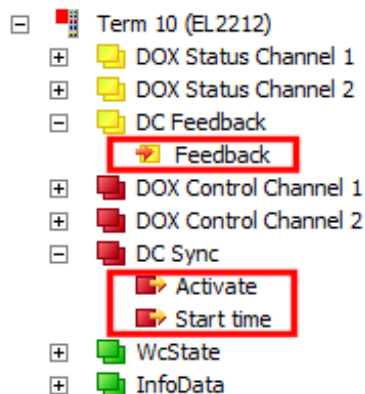 Term 10 (EL2212)
DOX Status Channel 1
DOX Status Channel 2
DC Feedback
Feedback
DOX Control Channel 1
DOX Control Channel 2
DC Sync
Activate
Start time
WcState
InfoData